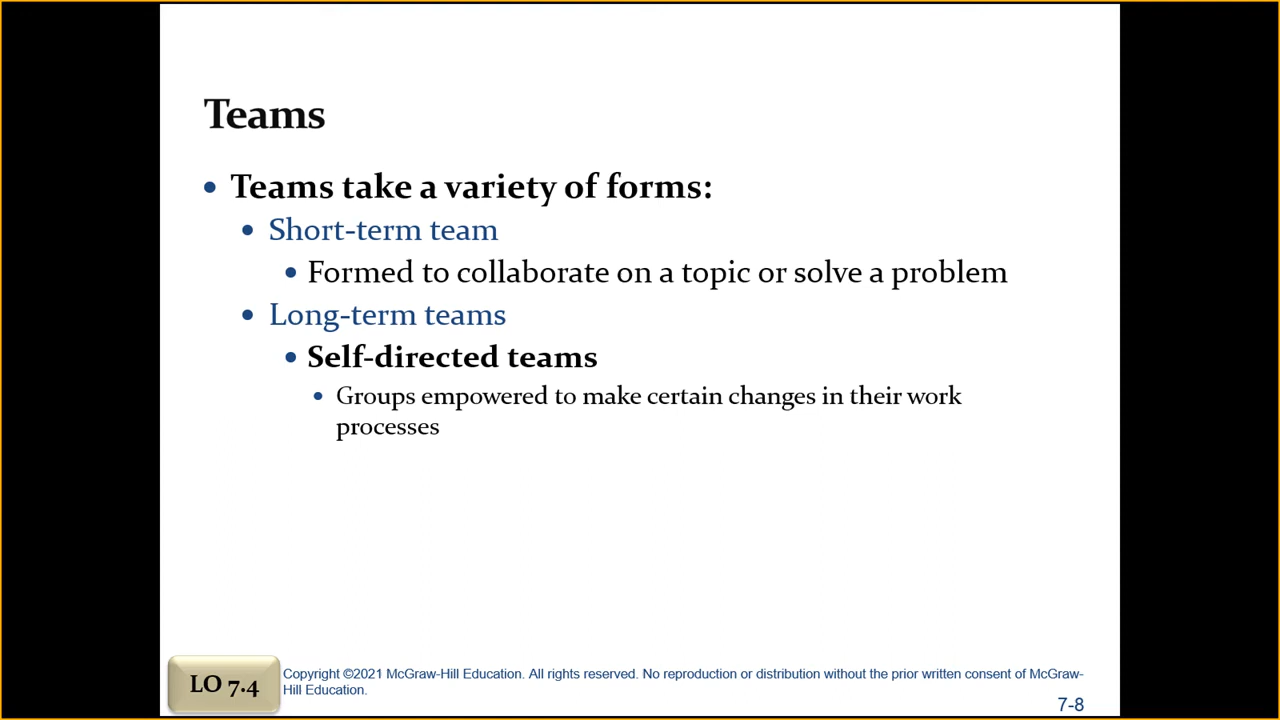 Teams
• Teams take a variety of forms:
• Short-term team
• Formed to collaborate on a topic or solve a problem
• Long-term teams
• Self-directed teams
• Groups empowered to make certain changes in their work
processes
LO 7.4
Copyright ©2021 McGraw-Hill Education. All rights reserved. No reproduction or distribution without the prior written consent of McGraw-
Hill Education.
7-8